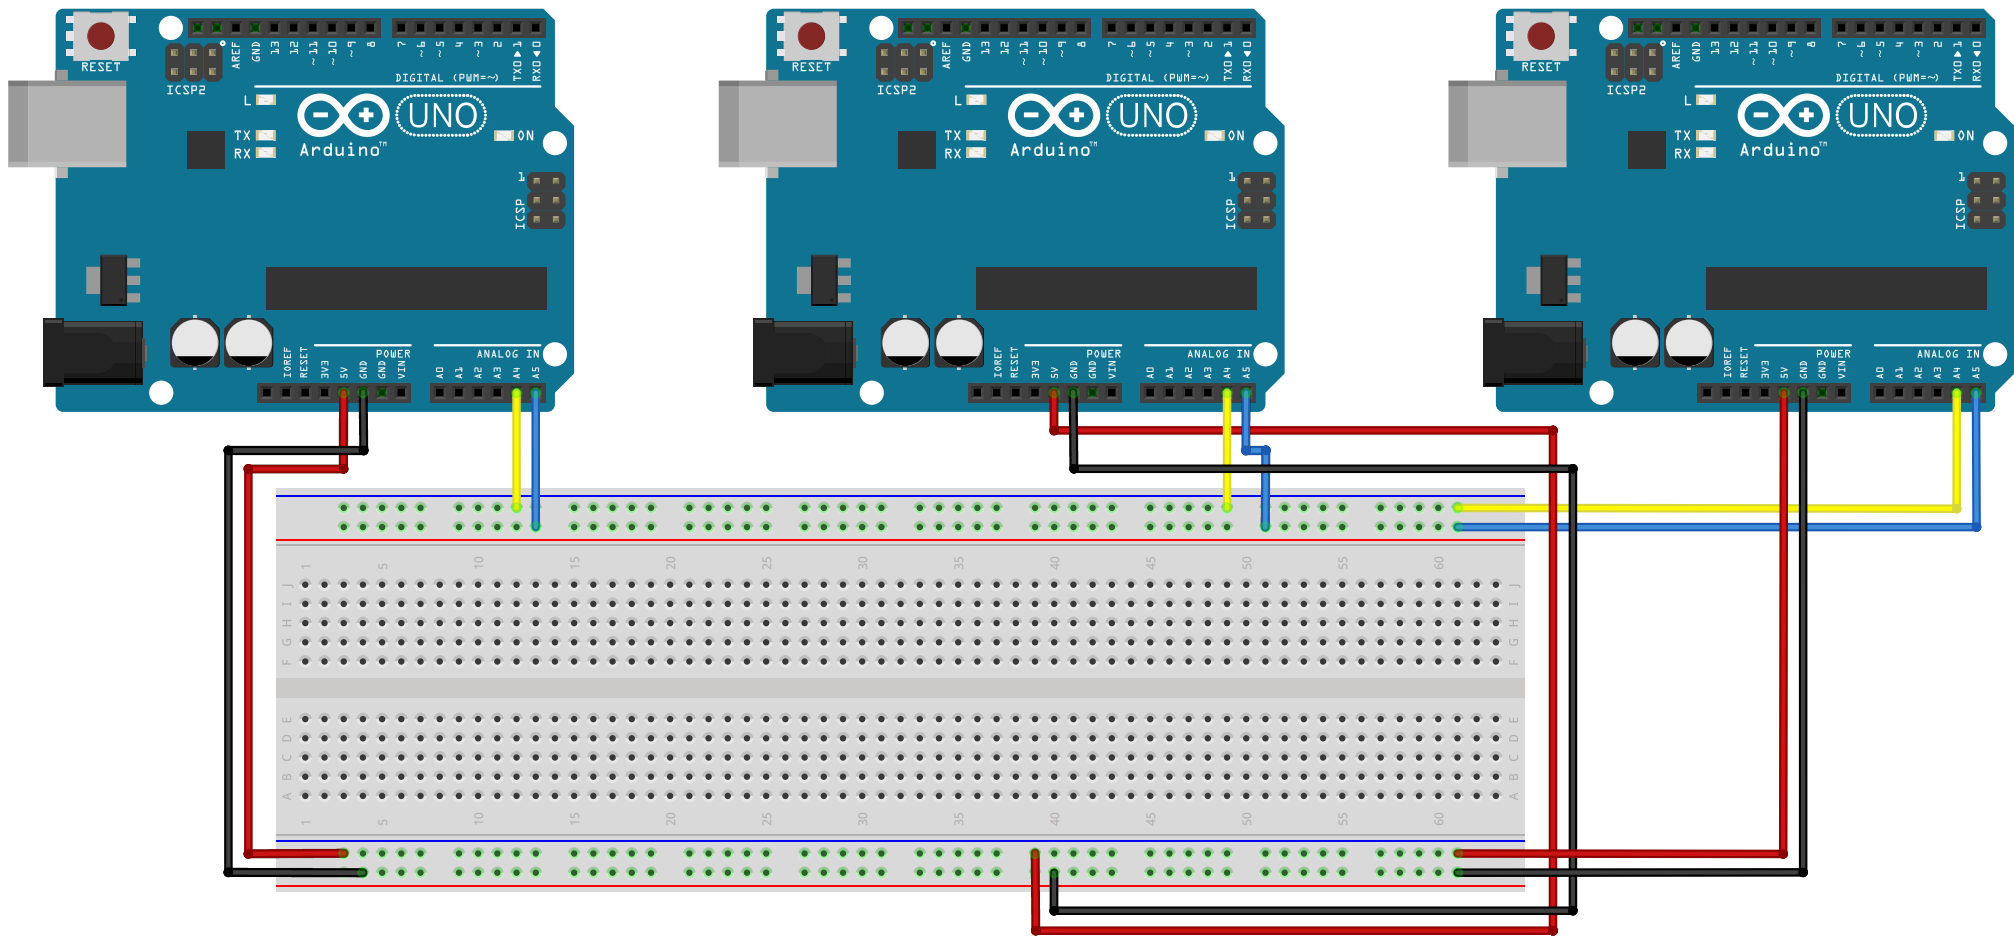 RESET
ICSP2
AREF
GND
13
12
~11
~10
~9
8
7
~6
~5
4
~3
2
TX0▶1
RX0◀0
DIGITAL (PWM=~)
L
TX
RX
UNO
ON
Arduino™
1
ICSP
IOREF
RESET
3V3
5V
GND
GND
VIN
POWER
A0
A1
A2
A3
A4
A5
ANALOG IN
RESET
ICSP2
AREF
GND
13
12
~11
~10
~9
8
7
~6
~5
4
~3
2
TX0▶1
RX0◀0
DIGITAL (PWM=~)
L
TX
RX
UNO
ON
Arduino™
1
ICSP
IOREF
RESET
3V3
5V
GND
GND
VIN
POWER
A0
A1
A2
A3
A4
A5
ANALOG IN
RESET
ICSP2
AREF
GND
13
12
~11
~10
~9
8
7
~6
~5
4
~3
2
TX0▶1
RX0◀0
DIGITAL (PWM=~)
L
TX
RX
UNO
ON
Arduino™
1
ICSP
IOREF
RESET
3V3
5V
GND
GND
VIN
POWER
A0
A1
A2
A3
A4
A5
ANALOG IN
1 5 10 15 20 25 30 35 40 45 50 55 60
J J
I I
H H
G G
F F
E E
D D
C C
B B
A A
1 5 10 15 20 25 30 35 40 45 50 55 60